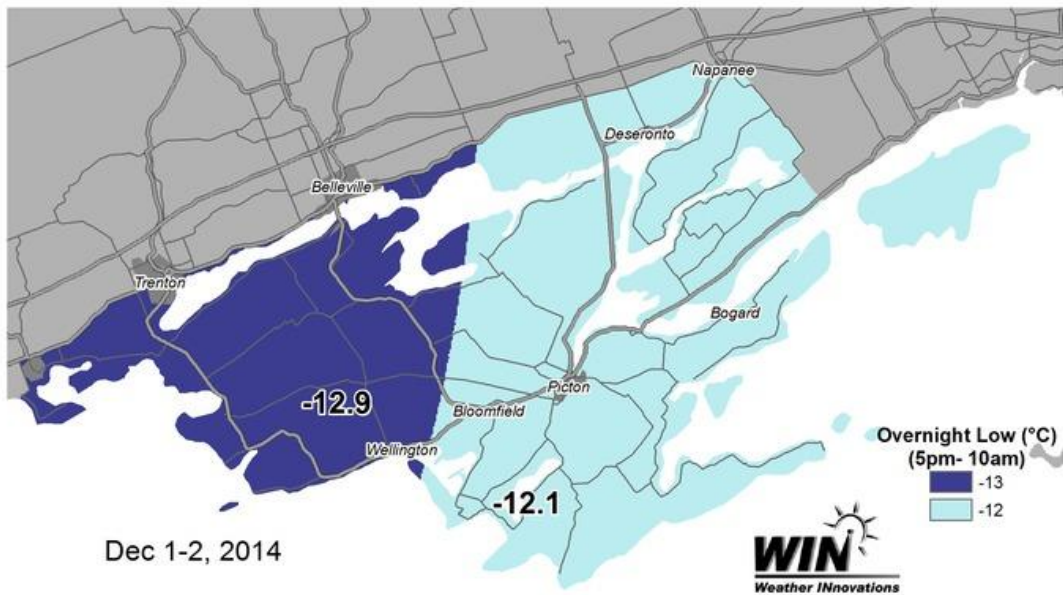 Napanee
Deseronto
Belleville
Trenton
Bogard
Picton
-12.9
Bloomfield
Wellington
Overnight Low (°C)
(5pm- 10am)
-13
-12
-12.1
Dec 1-2, 2014
WIN
Weather INnovations